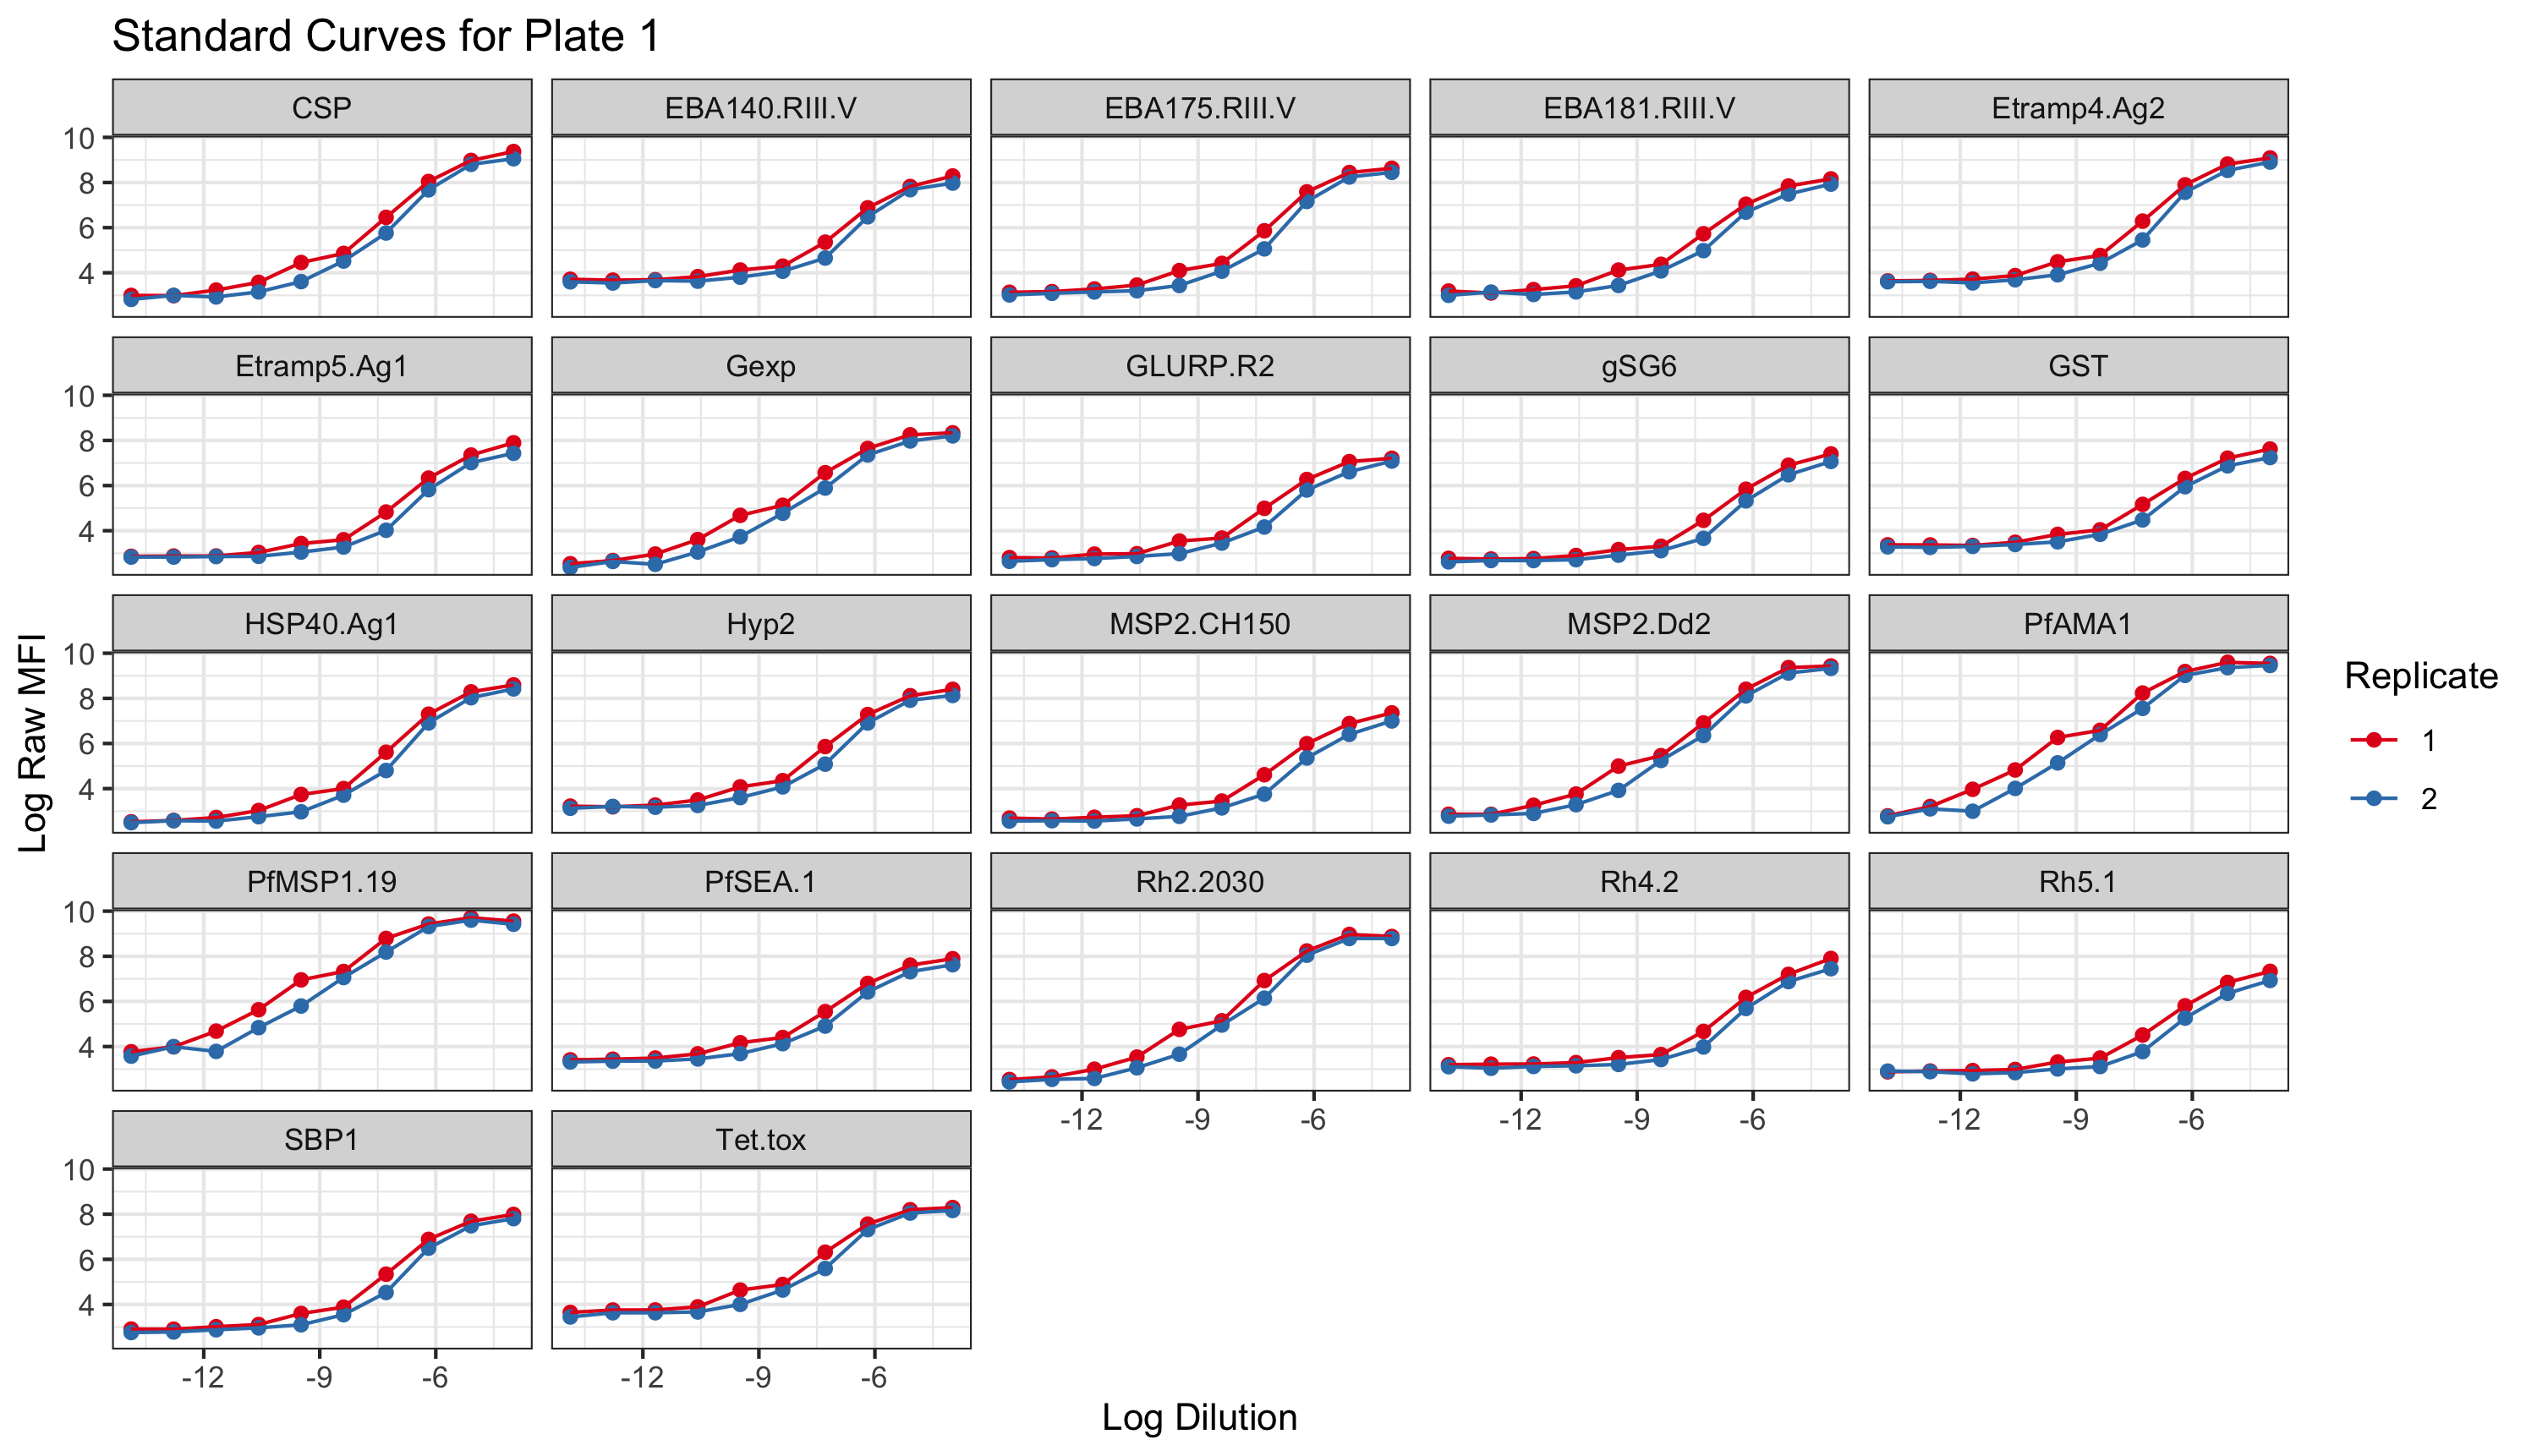 Standard Curves for Plate 1
CSP
EBA140.RIII.V
EBA175.RIII.V
EBA181.RIII.V
Etramp4.Ag2
10
8
6
4
Etramp5.Ag1
Gexp
GLURP.R2
gSG6
GST
10
8
6
4
HSP40.Ag1
Hyp2
MSP2.CH150
MSP2.Dd2
PfAMA1
10
8
6
4
PfMSP1.19
PfSEA.1
Rh2.2030
Rh4.2
Rh5.1
10
8
6
4
-12 -9 -6
-12 -9 -6
-12 -9 -6
SBP1
Tet.tox
10
8
6
4
-12 -9 -6
-12 -9 -6
Log Dilution
Log Raw MFI
Replicate
1
2